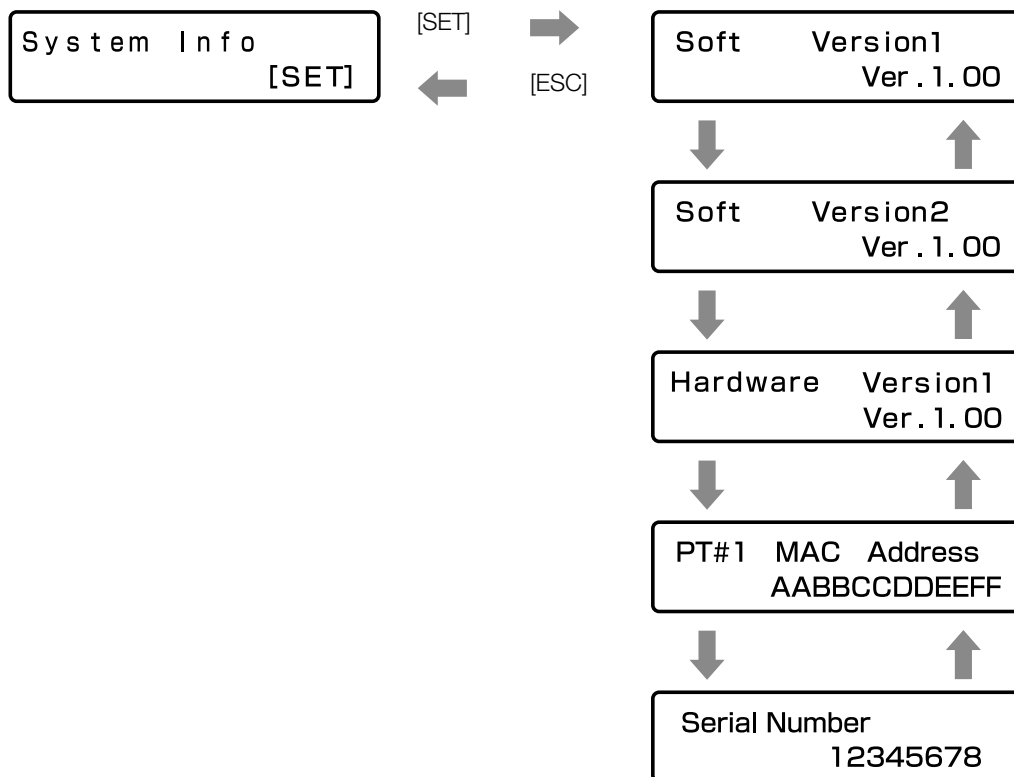 System Info
[SET]
[SET]
[ESC]
Soft Version1
Ver.1.00
Soft Version2
Ver.1.00
Hardware Version1
Ver.1.00
PT#1 MAC Address
AABBCCDDEEFF
Serial Number
12345678